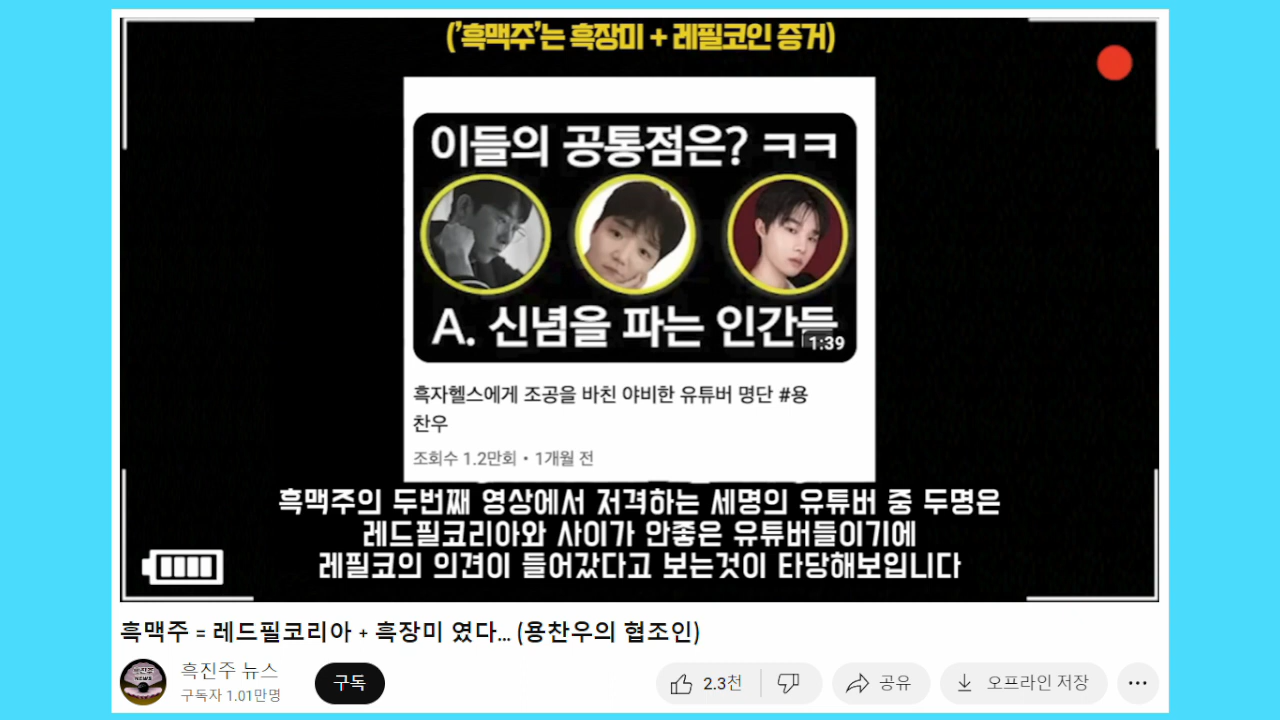 ('흑맥주'는 흑장미 + 레필코인 증거)
이들의 공통점은? ㅋㅋ
A. 신념을 파는 인간들
1:39
흑자헬스에게 조공을 바친 야비한 유튜버 명단 #용
찬우
조회수 1.2만회 • 1개월 전
흑맥주의 두번째 영상에서 저격하는 세명의 유튜버 중 두명은
레드필코리아와 사이가 안좋은 유튜버들이기에
레필코의 의견이 들어갔다고 보는것이 타당해보입니다
흑맥주 = 레드필코리아 + 흑장미 였다... (용찬우의 협조인)
흑진주 뉴스
구독자 1.01만명
구독
2.3천
공유
오프라인 저장